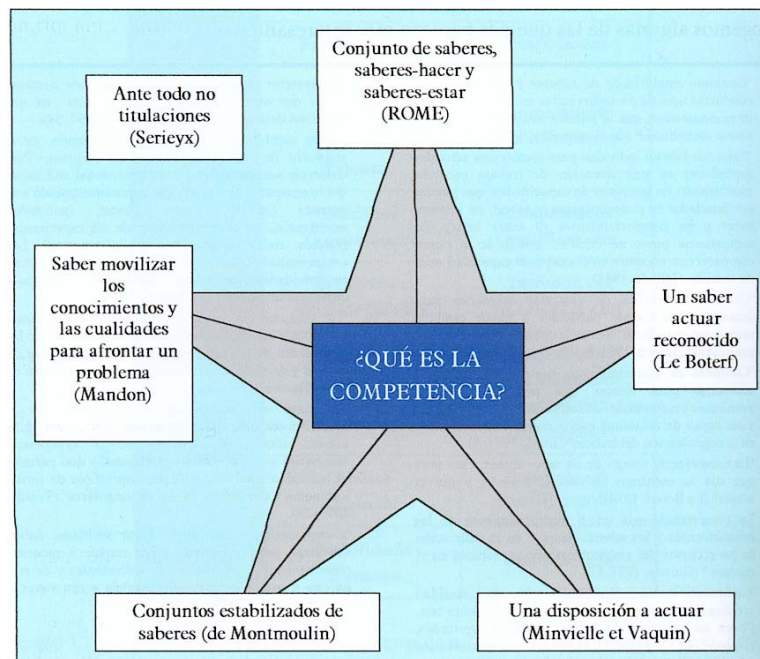 Conjunto de saberes,
saberes-hacer y
saberes-estar
(ROME)
Ante todo no
titulaciones
(Serieyx)
Saber movilizar
los
conocimientos y
las cualidades
para afrontar un
problema
(Mandon)
¿QUÉ ES LA
COMPETENCIA?
Un saber
actuar
reconocido
(Le Boterf)
Conjuntos estabilizados de
saberes (de Montmoulin)
Una disposición a actuar
(Minvielle et Vaquin)